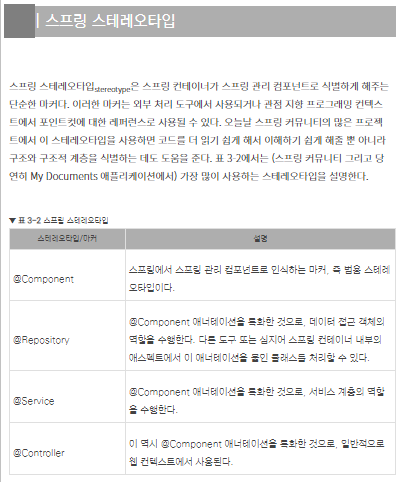 | 스프링 스테레오타입
스프링 스테레오타입stereotype은 스프링 컨테이너가 스프링 관리 컴포넌트로 식별하게 해주는
단순한 마커다. 이러한 마커는 외부 처리 도구에서 사용되거나 관점 지향 프로그래밍 컨텍스
트에서 포인트컷에 대한 레퍼런스로 사용될 수 있다. 오늘날 스프링 커뮤니티의 많은 프로젝
트에서 이 스테레오타입을 사용하면 코드를 더 읽기 쉽게 해서 이해하기 쉽게 해줄 뿐 아니라
구조와 구조적 계층을 식별하는 데도 도움을 준다. 표 3-2에서는 (스프링 커뮤니티 그리고 당
연히 My Documents 애플리케이션에서) 가장 많이 사용하는 스테레오타입을 설명한다.
▼ 표 3-2 스프링 스테레오타입
스테레오타입/마커 설명
@Component 스프링에서 스프링 관리 컴포넌트로 인식하는 마커, 즉 범용 스테레
오타입이다.
@Repository @Component 애너테이션을 특화한 것으로, 데이터 접근 객체의
역할을 수행한다. 다른 도구 또는 심지어 스프링 컨테이너 내부의
애스펙트에서 이 애너테이션을 붙인 클래스를 처리할 수 있다.
@Service @Component 애너테이션을 특화한 것으로, 서비스 계층의 역할
을 수행한다.
@Controller 이 역시 @Component 애너테이션을 특화한 것으로, 일반적으로
웹 컨텍스트에서 사용된다.